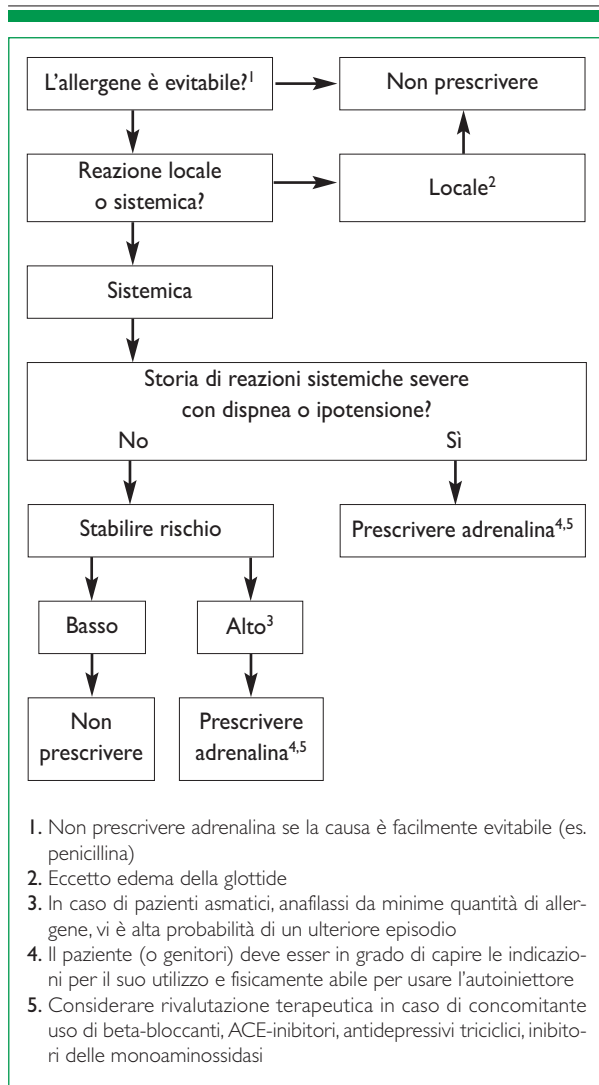 L'allergene è evitabile?¹
Non prescrivere
Reazione locale
o sistemica?
Locale²
Sistemica
Storia di reazioni sistemiche severe
con dispnea o ipotensione?
No
Sì
Stabilire rischio
Prescrivere adrenalina⁴,⁵
Basso
Alto³
Non
prescrivere
Prescrivere
adrenalina⁴,⁵
1. Non prescrivere adrenalina se la causa è facilmente evitabile (es.
penicillina)
2. Eccetto edema della glottide
3. In caso di pazienti asmatici, anafilassi da minime quantità di aller-
gene, vi è alta probabilità di un ulteriore episodio
4. Il paziente (o genitori) deve esser in grado di capire le indicazio-
ni per il suo utilizzo e fisicamente abile per usare l'autoiniettore
5. Considerare rivalutazione terapeutica in caso di concomitante
uso di beta-bloccanti, ACE-inibitori, antidepressivi triciclici, inibito-
ri delle monoaminossidasi